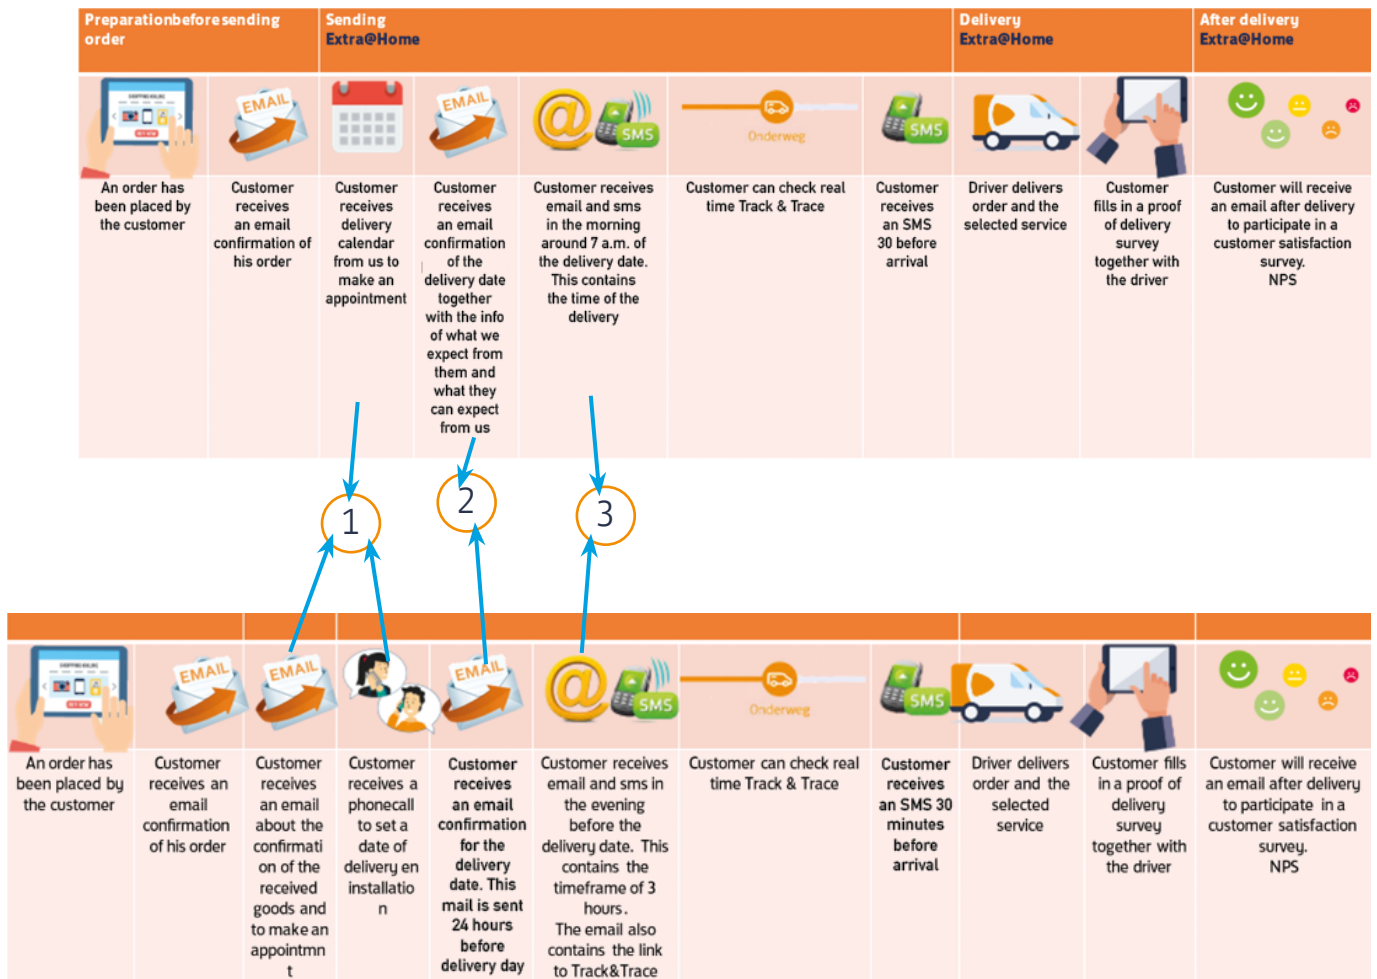 Preparationbeforesending
order
Sending
Extra@Home
Delivery
Extra@Home
After delivery
Extra@Home
BUY NOW
EMAIL
EMAIL
@
SMS
Onderweg
SMS
An order has
been placed by
the customer
Customer
receives
an email
confirmation of
his order
Customer
receives
delivery
calendar
from us to
make an
appointment
Customer
receives
an email
confirmation
of the
delivery date
together
with the info
of what we
expect from
them and
what they
can expect
from us
Customer receives
email and sms
in the morning
around 7 a.m. of
the delivery date.
This contains
the time of the
delivery
Customer can check real
time Track & Trace
Customer
receives
an SMS
30 before
arrival
Driver delivers
order and the
selected service
Customer
fills in a proof
of delivery
survey
together with
the driver
Customer will receive
an email after delivery
to participate in a
customer satisfaction
survey.
NPS
1
2
3
BUY NOW
EMAIL
EMAIL
EMAIL
@
SMS
Onderweg
SMS
An order has
been placed by
the customer
Customer
receives an
email
confirmation
of his order
Customer
receives
an email
about the
confirmati
on of the
received
goods and
to make an
appointmn
t
Customer
receives a
phonecall
to set a
date of
delivery en
installatio
n
Customer
receives
an email
confirmation
for the
delivery
date. This
mail is sent
24 hours
before
delivery day
Customer receives
email and sms in
the evening
before the
delivery date. This
contains the
timeframe of 3
hours.
The email also
contains the link
to Track&Trace
Customer can check real
time Track & Trace
Customer
receives
an SMS 30
minutes
before
arrival
Driver delivers
order and the
selected
service
Customer fills
in a proof of
delivery
survey
together with
the driver
Customer will receive
an email after delivery
to participate in a
customer satisfaction
survey.
NPS